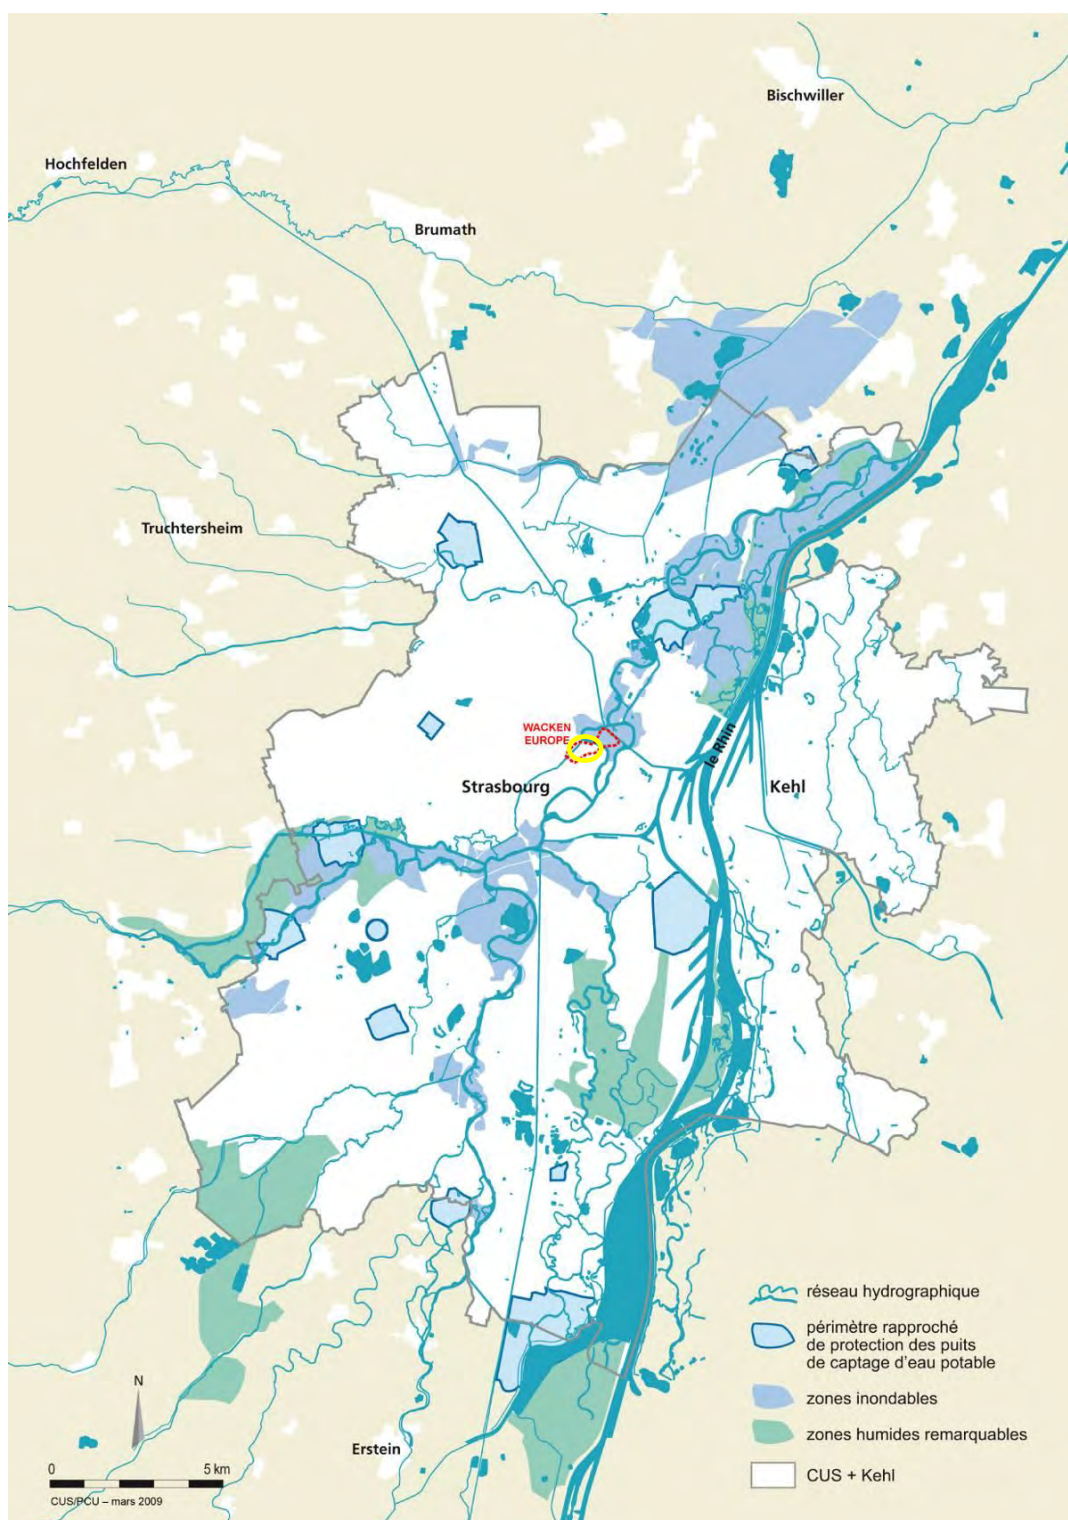 Bischwiller
Hochfelden
Brumath
Truchtersheim
WACKEN
EUROPE
le Rhin
Strasbourg
Kehl
réseau hydrographique
périmètre rapproché
de protection des puits
de captage d'eau potable
zones inondables
zones humides remarquables
CUS + Kehl
N
Erstein
0 5 km
CUS/PCU – mars 2009